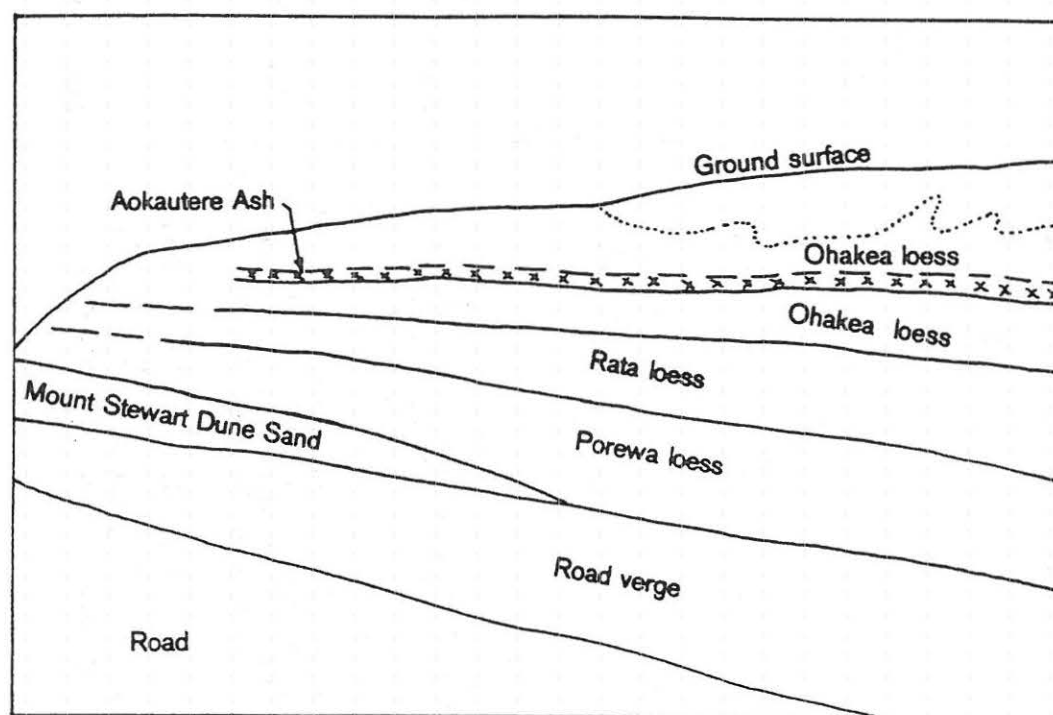 Ground surface
Aokautere Ash
Ohakea loess
Ohakea loess
Rata loess
Mount Stewart Dune Sand
Porewa loess
Road verge
Road